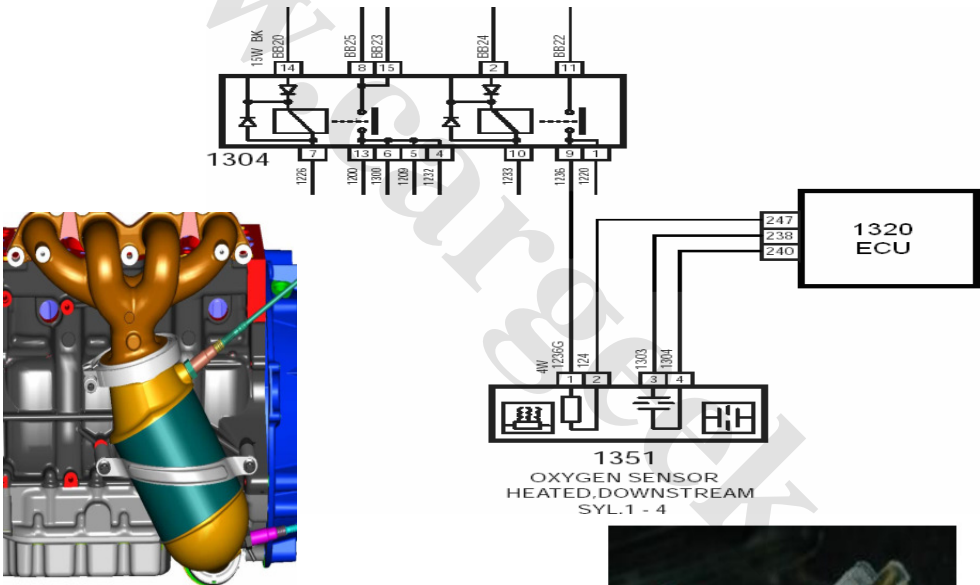 15W BK
BB20
BB25
BB23
BB24
BB22
14 8 15 2 11
1304
7 13 6 5 4 10 9 1
1226
1200
1300
1209
1232
1233
1236
1220
247
238
240
1320
ECU
4W
1236G
124
1303
1304
1 2 3 4
1351
OXYGEN SENSOR
HEATED,DOWNSTREAM
SYL.1 - 4
w.cargeek